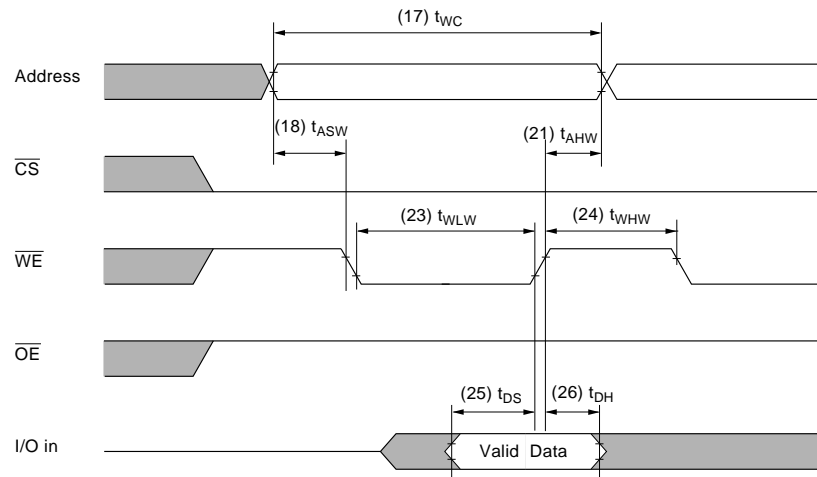 (17) tWC
Address
(18) tASW
(21) tAHW
CS
(23) tWLW
(24) tWHW
WE
OE
(25) tDS
(26) tDH
I/O in
Valid Data